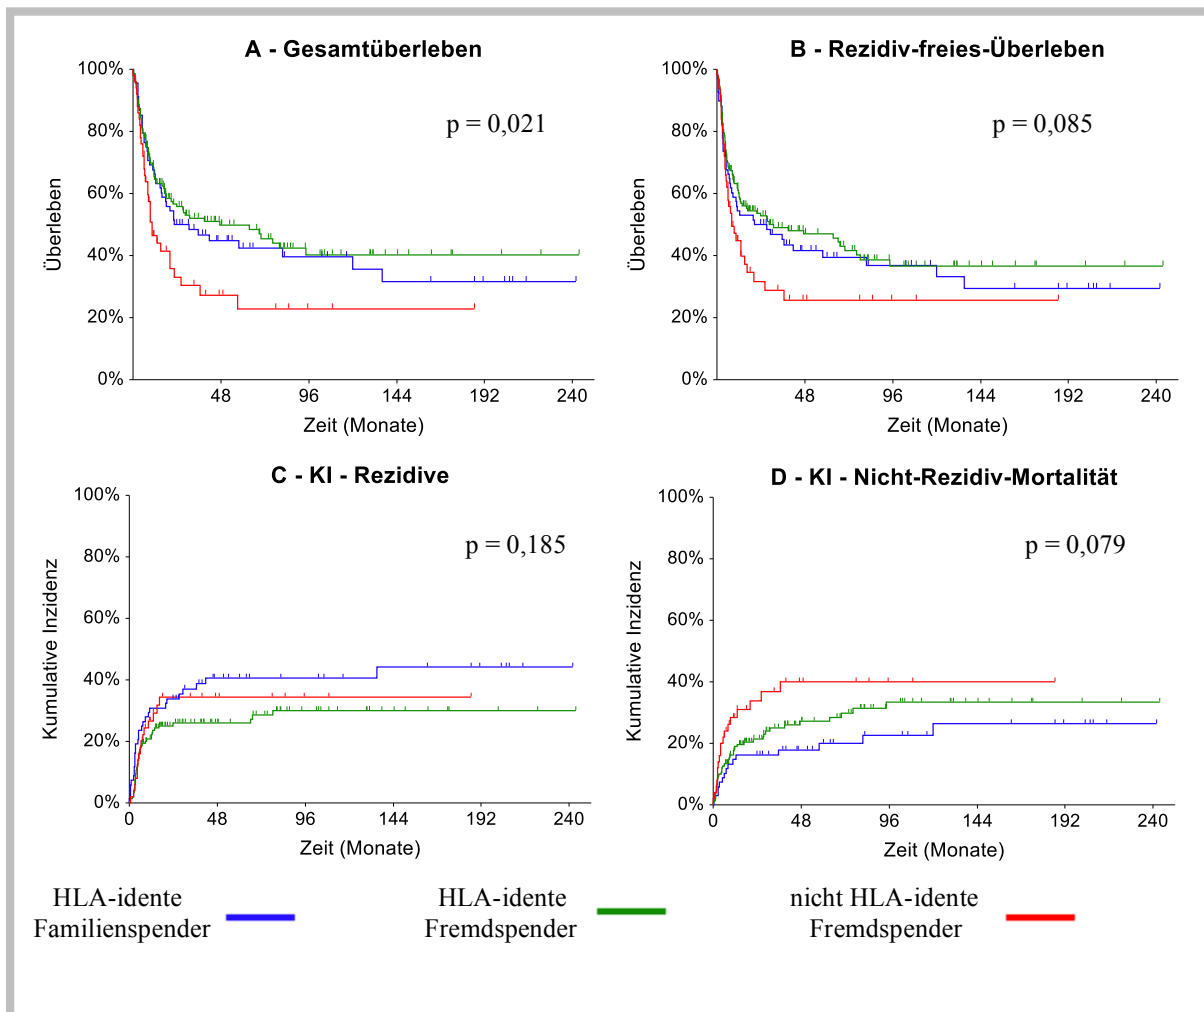 A - Gesamtüberleben
100%
80%
60%
40%
20%
0%
Überleben
p = 0,021
48 96 144 192 240
Zeit (Monate)
B - Rezidiv-freies-Überleben
100%
80%
60%
40%
20%
0%
Überleben
p = 0,085
48 96 144 192 240
Zeit (Monate)
C - KI - Rezidive
100%
80%
60%
40%
20%
0%
Kumulative Inzidenz
p = 0,185
0 48 96 144 192 240
Zeit (Monate)
D - KI - Nicht-Rezidiv-Mortalität
100%
80%
60%
40%
20%
0%
Kumulative Inzidenz
p = 0,079
0 48 96 144 192 240
Zeit (Monate)
HLA-idente
Familienspender
HLA-idente
Fremdspender
nicht HLA-idente
Fremdspender